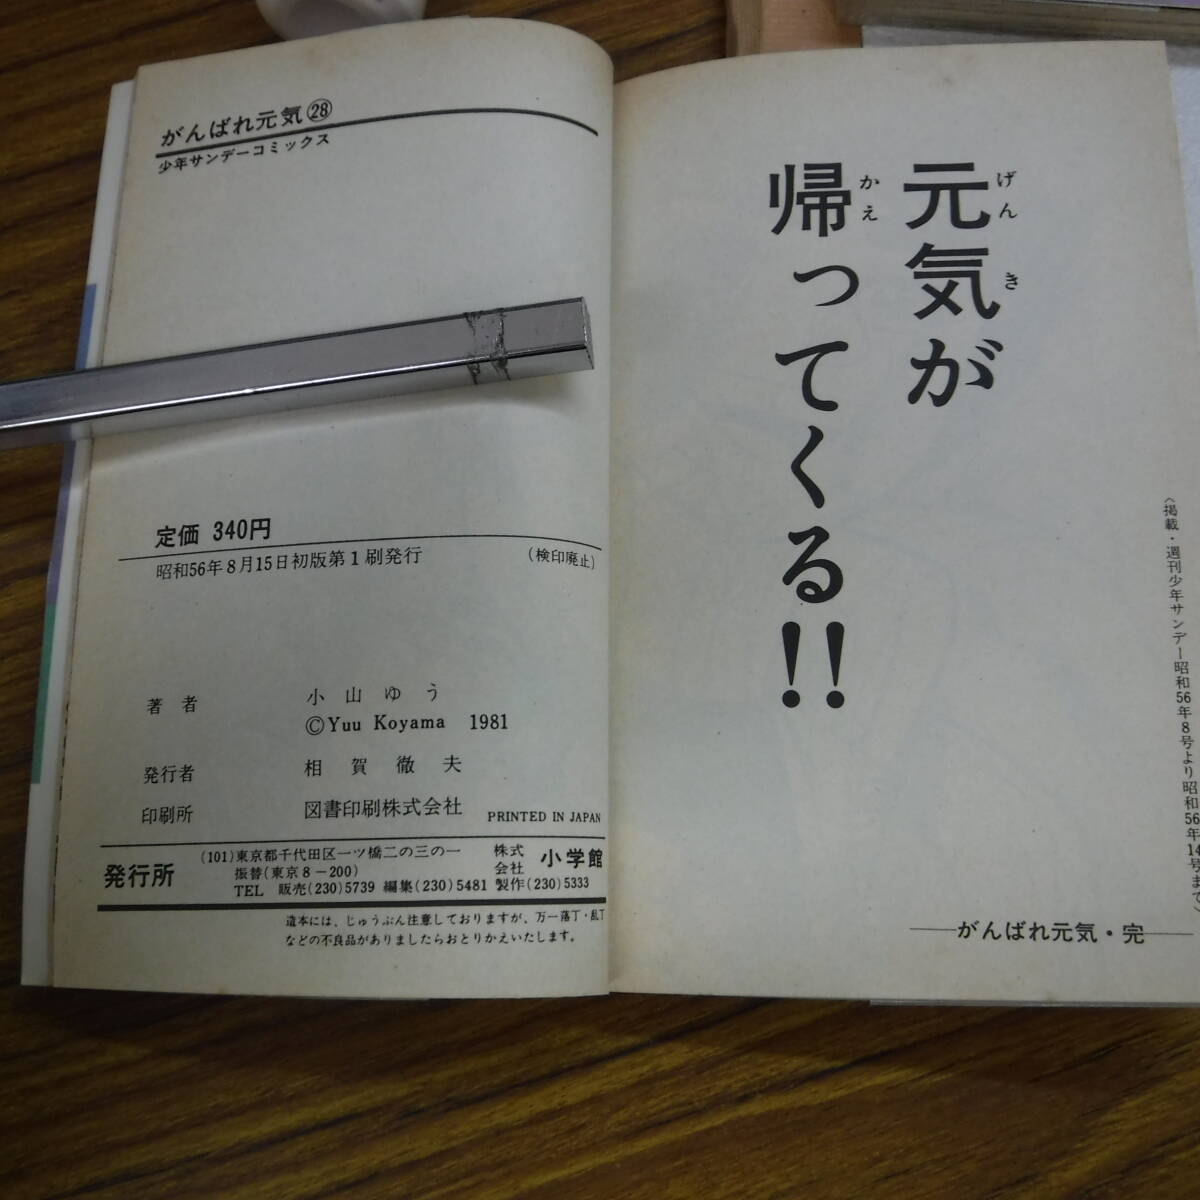 元気が
帰ってくる!!
げんき
かえ
〈掲載・週刊少年サンデー昭和56年8号より昭和56年14号まで〉
がんばれ元気・完
がんばれ元気㉘
少年サンデーコミックス
定価 340円
昭和56年8月15日初版第1刷発行 (検印廃止)
著者 小山ゆう
©Yuu Koyama 1981
発行者 相賀徹夫
印刷所 図書印刷株式会社 PRINTED IN JAPAN
発行所 (101)東京都千代田区一ツ橋二の三の一 株式会社 小学館
振替(東京8-200)
TEL 販売(230)5739 編集(230)5481 製作(230)5333
造本には、じゅうぶん注意しておりますが、万一落丁・乱丁
などの不良品がありましたらおとりかえいたします。